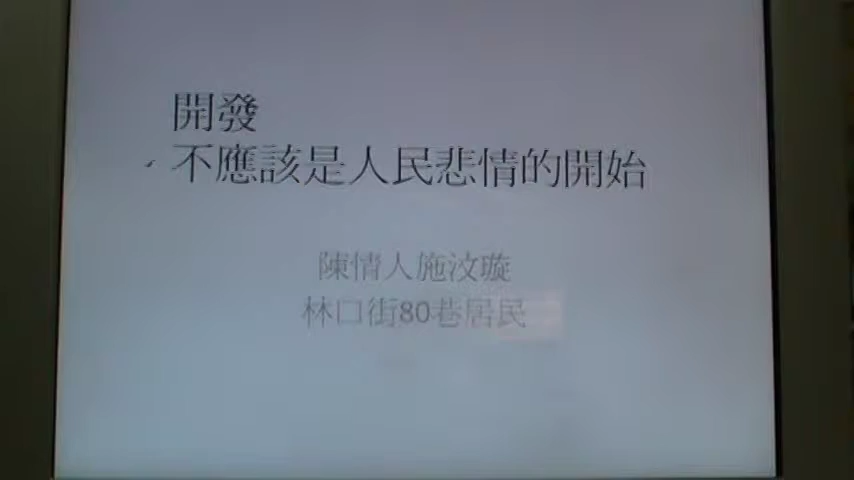 開發
不應該是人民悲情的開始
陳情人施汶璇
林口街80巷居民